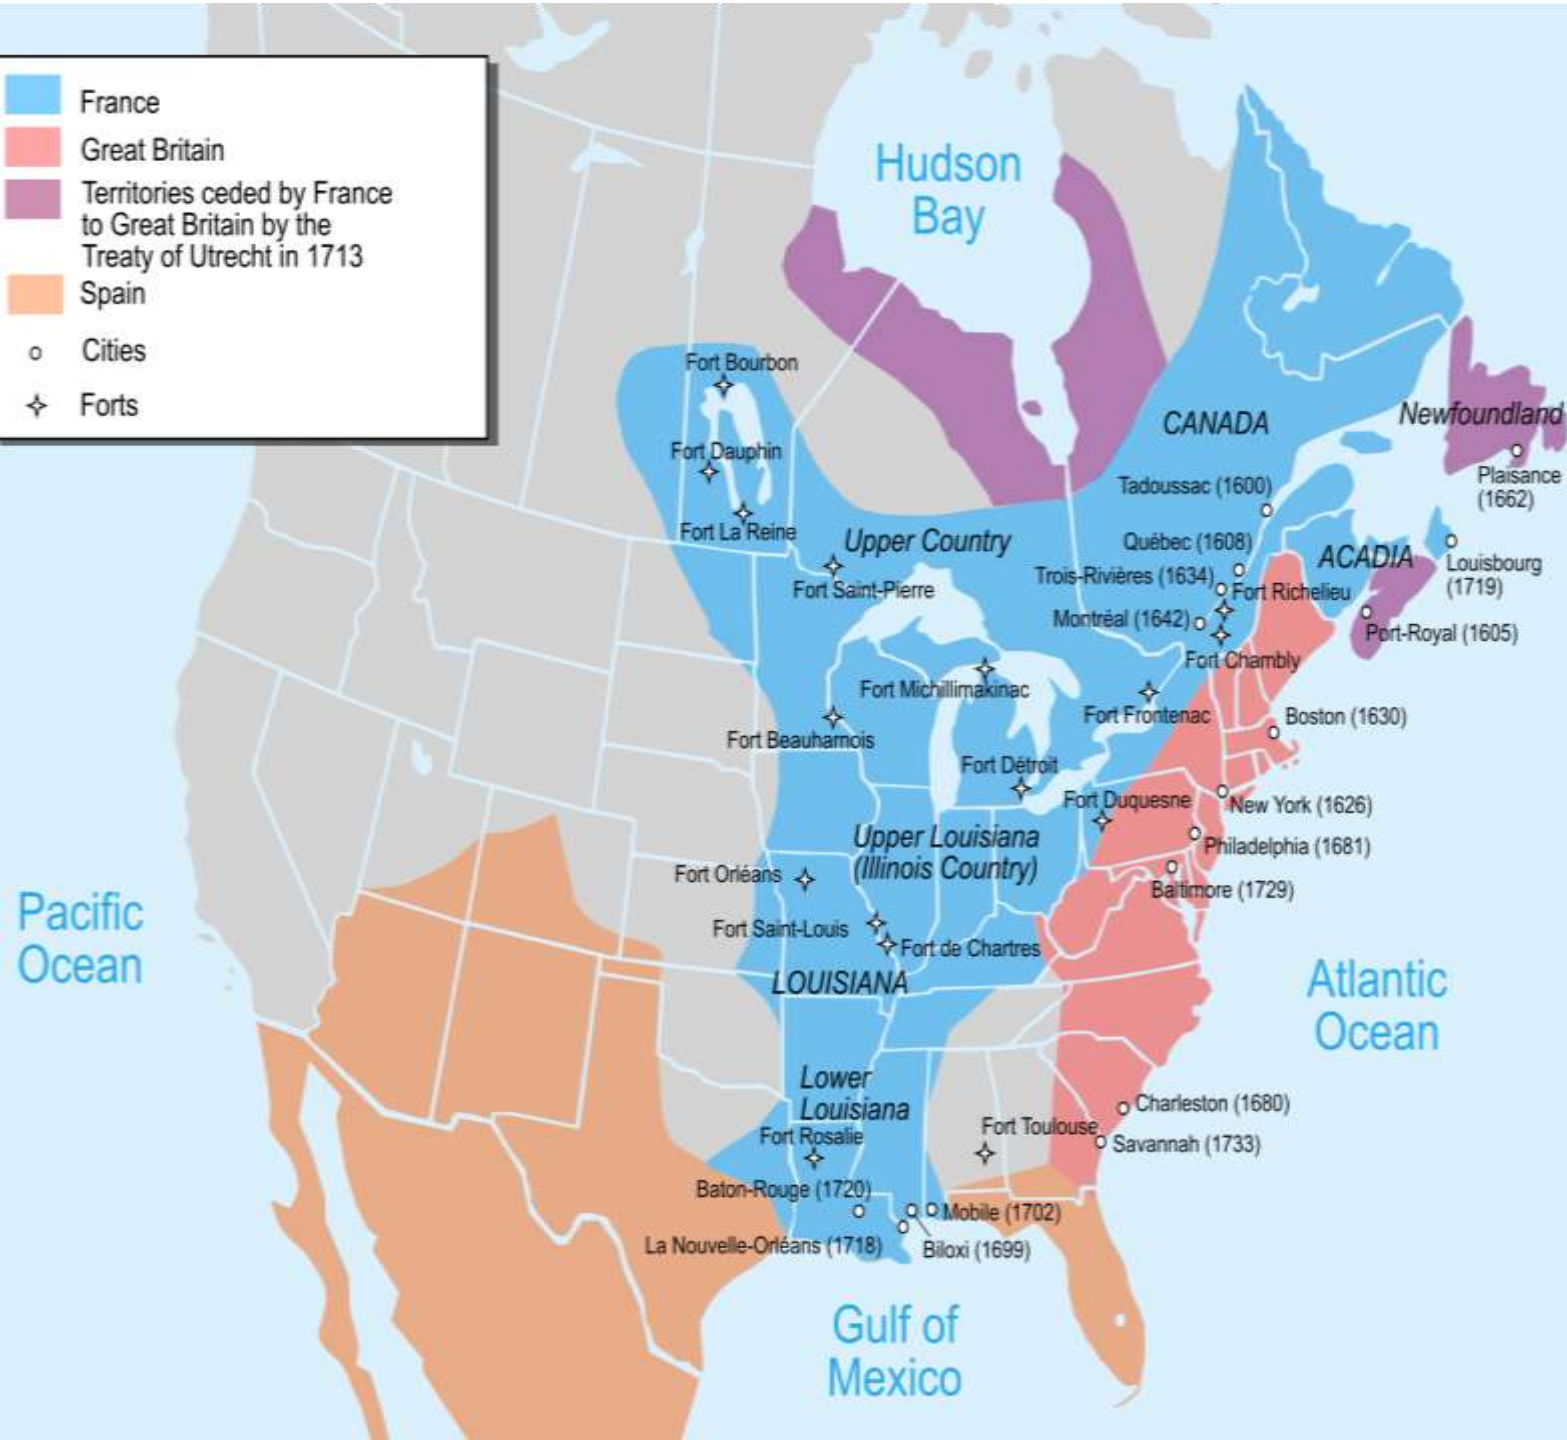 France
Great Britain
Territories ceded by France
to Great Britain by the
Treaty of Utrecht in 1713
Spain
Cities
Forts
Hudson
Bay
Fort Bourbon
Fort Dauphin
Fort La Reine
Upper Country
Fort Saint-Pierre
CANADA
Newfoundland
Plaisance
(1662)
Tadoussac (1600)
Québec (1608)
ACADIA
Louisbourg
(1719)
Trois-Rivières (1634)
Fort Richelieu
Montréal (1642)
Port-Royal (1605)
Fort Chambly
Fort Michillimakinac
Fort Frontenac
Boston (1630)
Fort Beauharnois
Fort Détroit
Fort Duquesne
New York (1626)
Upper Louisiana
(Illinois Country)
Philadelphia (1681)
Fort Orléans
Baltimore (1729)
Pacific
Ocean
Fort Saint-Louis
Fort de Chartres
LOUISIANA
Atlantic
Ocean
Lower
Louisiana
Charleston (1680)
Fort Toulouse
Fort Rosalie
Savannah (1733)
Baton-Rouge (1720)
Mobile (1702)
La Nouvelle-Orléans (1718)
Biloxi (1699)
Gulf of
Mexico